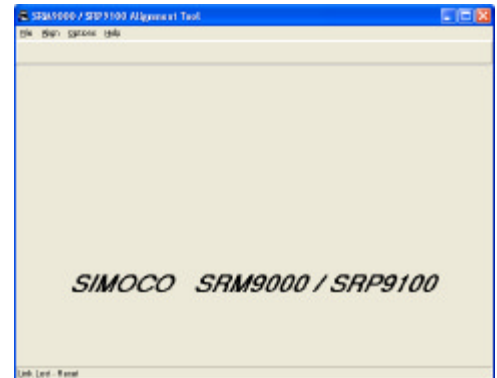 SRM9000 / SRP9100 Alignment Tool
File Align Options Help
SIMOCO SRM9000 / SRP9100
Link Lost - Reset